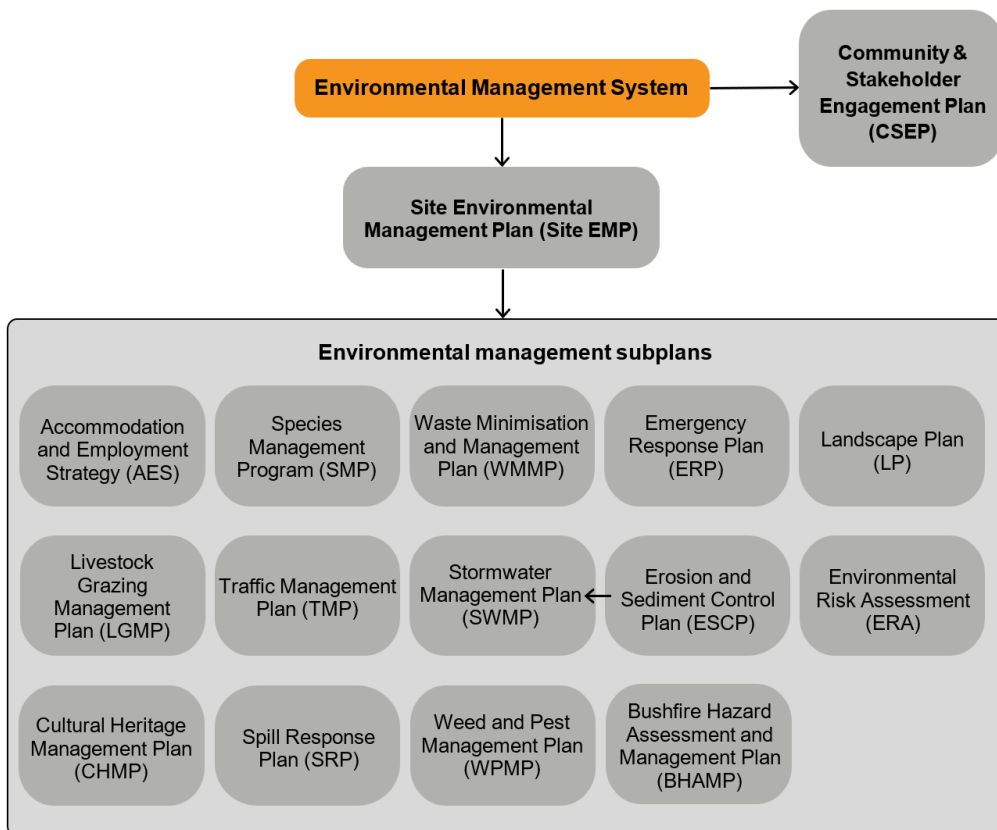 Community &
Stakeholder
Engagement Plan
(CSEP)
Environmental Management System
Site Environmental
Management Plan (Site EMP)
Environmental management subplans
Accommodation
and Employment
Strategy (AES)
Species
Management
Program (SMP)
Waste Minimisation
and Management
Plan (WMMP)
Emergency
Response Plan
(ERP)
Landscape Plan
(LP)
Livestock
Grazing
Management
Plan (LGMP)
Traffic Management
Plan (TMP)
Stormwater
Management Plan
(SWMP)
Erosion and
Sediment Control
Plan (ESCP)
Environmental
Risk Assessment
(ERA)
Cultural Heritage
Management Plan
(CHMP)
Spill Response
Plan (SRP)
Weed and Pest
Management Plan
(WPMP)
Bushfire Hazard
Assessment and
Management Plan
(BHAMP)